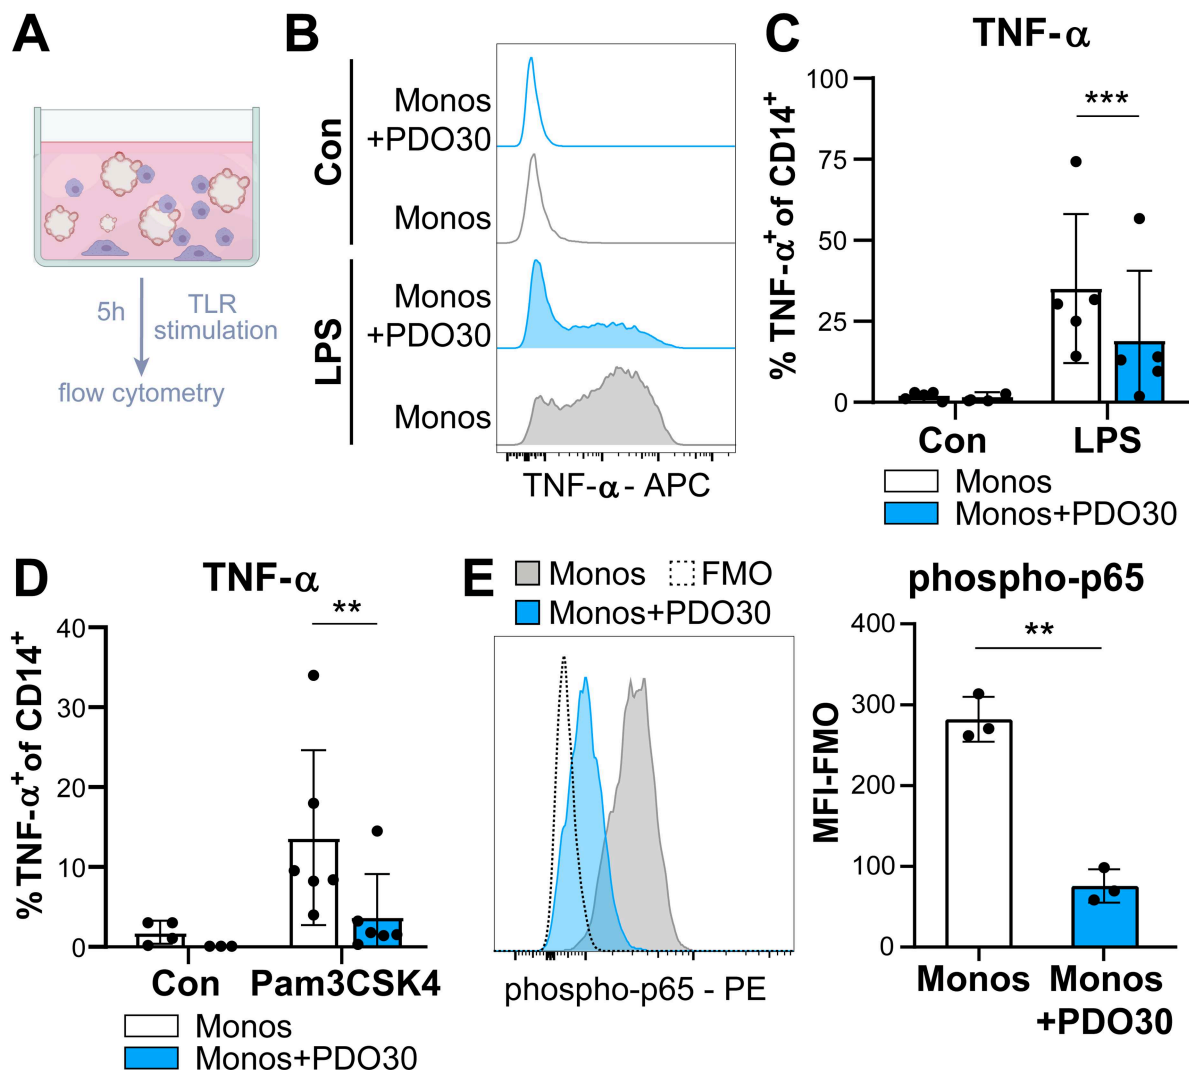 A
5h
TLR
stimulation
flow cytometry
B
Con
Monos
+PDO30
Monos
LPS
Monos
+PDO30
Monos
TNF-α - APC
C
TNF-α
% TNF-α⁺ of CD14⁺
100
75
50
25
0
***
Con
LPS
Monos
Monos+PDO30
D
TNF-α
% TNF-α⁺ of CD14⁺
40
30
20
10
0
**
Con
Pam3CSK4
Monos
Monos+PDO30
E
Monos
FMO
Monos+PDO30
phospho-p65 - PE
phospho-p65
MFI-FMO
400
300
200
100
0
**
Monos
Monos
+PDO30